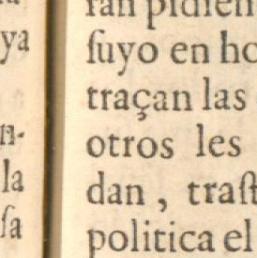 ya
n-
la
ſa
ran pidien
ſuyo en ho
traçan las
otros les
dan, traſt
politica el